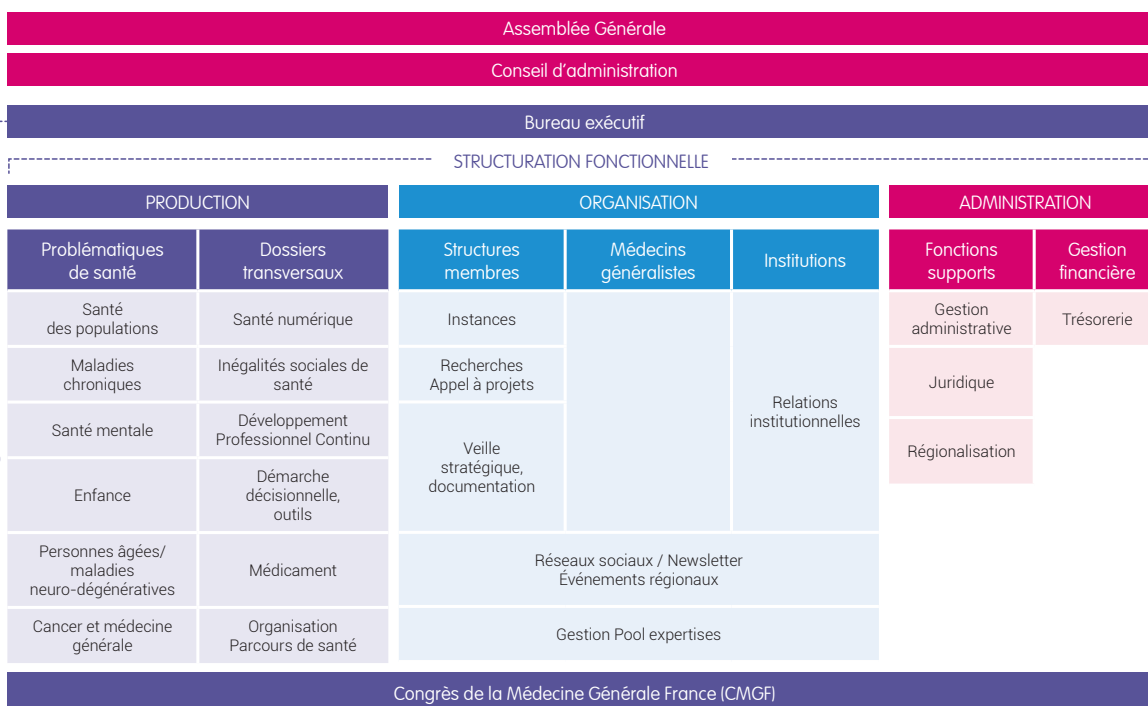 Assemblée Générale
Conseil d'administration
Bureau exécutif
STRUCTURATION FONCTIONNELLE
PRODUCTION
ORGANISATION
ADMINISTRATION
Problématiques
de santé
Dossiers
transversaux
Structures
membres
Médecins
généralistes
Institutions
Fonctions
supports
Gestion
financière
Santé
des populations
Santé numérique
Instances
Gestion
administrative
Trésorerie
Maladies
chroniques
Inégalités sociales de
santé
Recherches
Appel à projets
Juridique
Santé mentale
Développement
Professionnel Continu
Veille
stratégique,
documentation
Relations
institutionnelles
Régionalisation
Enfance
Démarche
décisionnelle,
outils
Personnes âgées/
maladies
neuro-dégénératives
Médicament
Réseaux sociaux / Newsletter
Événements régionaux
Cancer et médecine
générale
Organisation
Parcours de santé
Gestion Pool expertises
Congrès de la Médecine Générale France (CMGF)